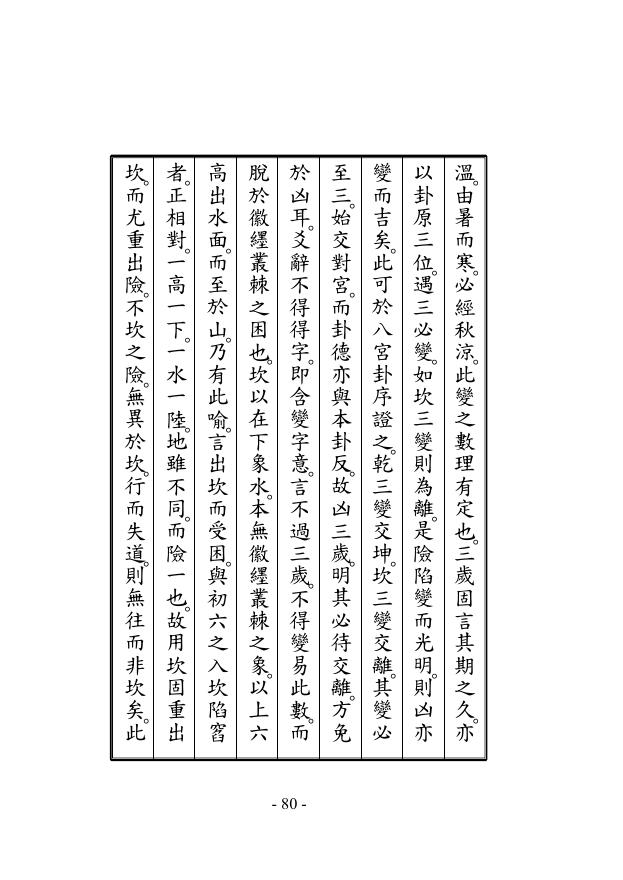 溫。由暑而寒。必經秋涼。此變之數理有定也。三歲固言其期之久。亦
以卦原三位。遇三必變。如坎三變則為離。是險陷變而光明。則凶亦
變而吉矣。此可於八宮卦序證之。乾三變交坤。坎三變交離。其變必
至三。始交對宮。而卦德亦與本卦反。故凶三歲。明其必待交離。方免
於凶耳。爻辭不得得字。即含變字意。言不過三歲。不得變易此數。而
脫於徽纆叢棘之困也。坎以在下象水。本無徽纆叢棘之象。以上六
高出水面。而至於山。乃有此喻。言出坎而受困。與初六之入坎陷窞
者。正相對。一高一下。一水一陸。地雖不同。而險一也。故用坎固重出
坎。而尤重出險。不坎之險。無異於坎。行而失道。則無往而非坎矣。此
- 80 -